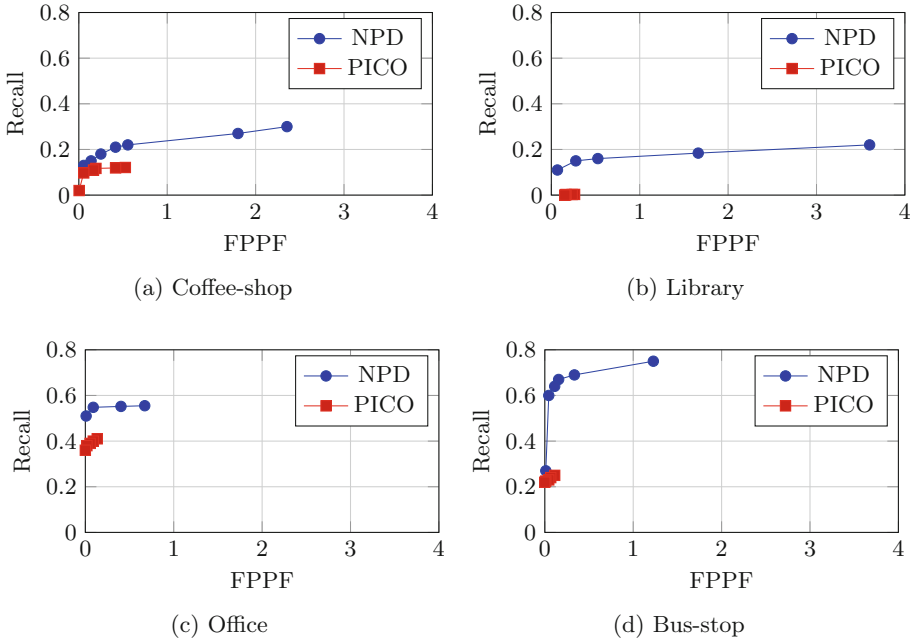 0.8
0.6
0.4
0.2
0
Recall
0 1 2 3 4
FPPF
NPD
PICO
(a) Coffee-shop
0.8
0.6
0.4
0.2
0
Recall
0 1 2 3 4
FPPF
NPD
PICO
(b) Library
0.8
0.6
0.4
0.2
0
Recall
0 1 2 3 4
FPPF
NPD
PICO
(c) Office
0.8
0.6
0.4
0.2
0
Recall
0 1 2 3 4
FPPF
NPD
PICO
(d) Bus-stop